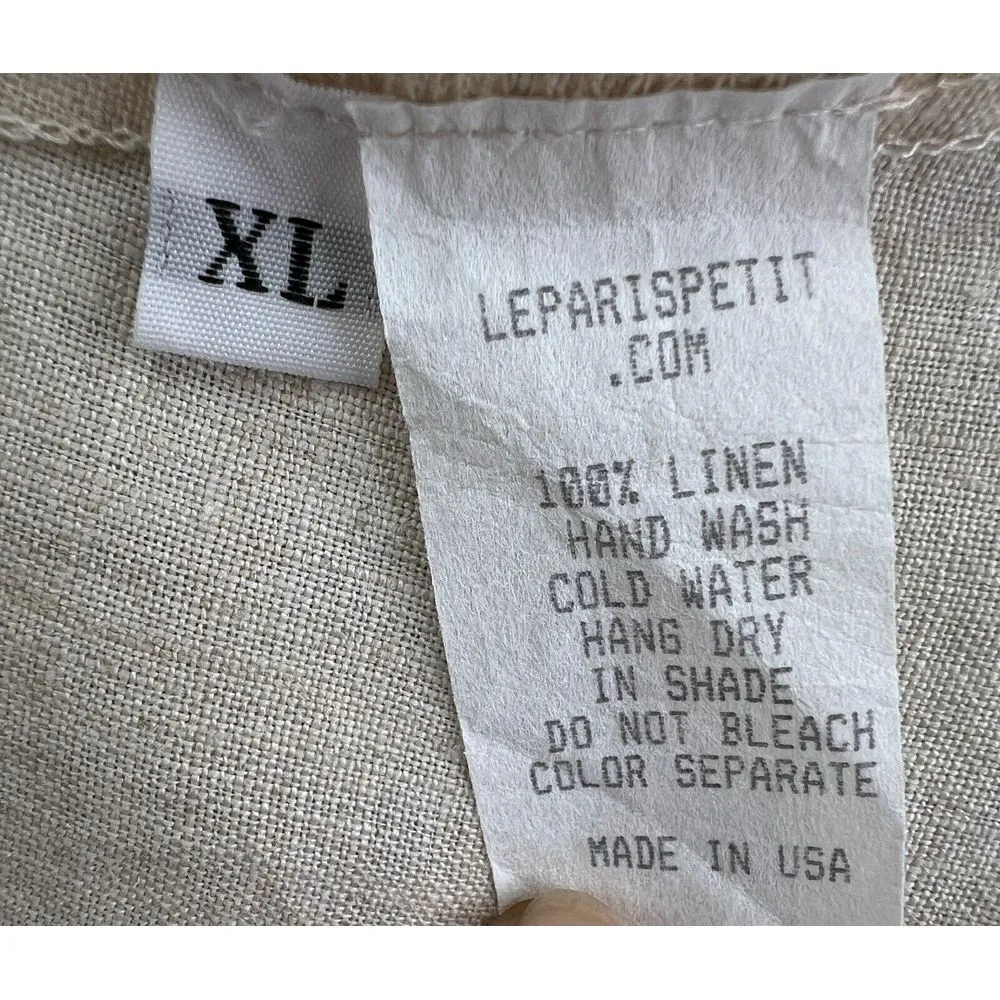 XL
LEPARISPETIT
.COM
100% LINEN
HAND WASH
COLD WATER
HANG DRY
IN SHADE
DO NOT BLEACH
COLOR SEPARATE
MADE IN USA